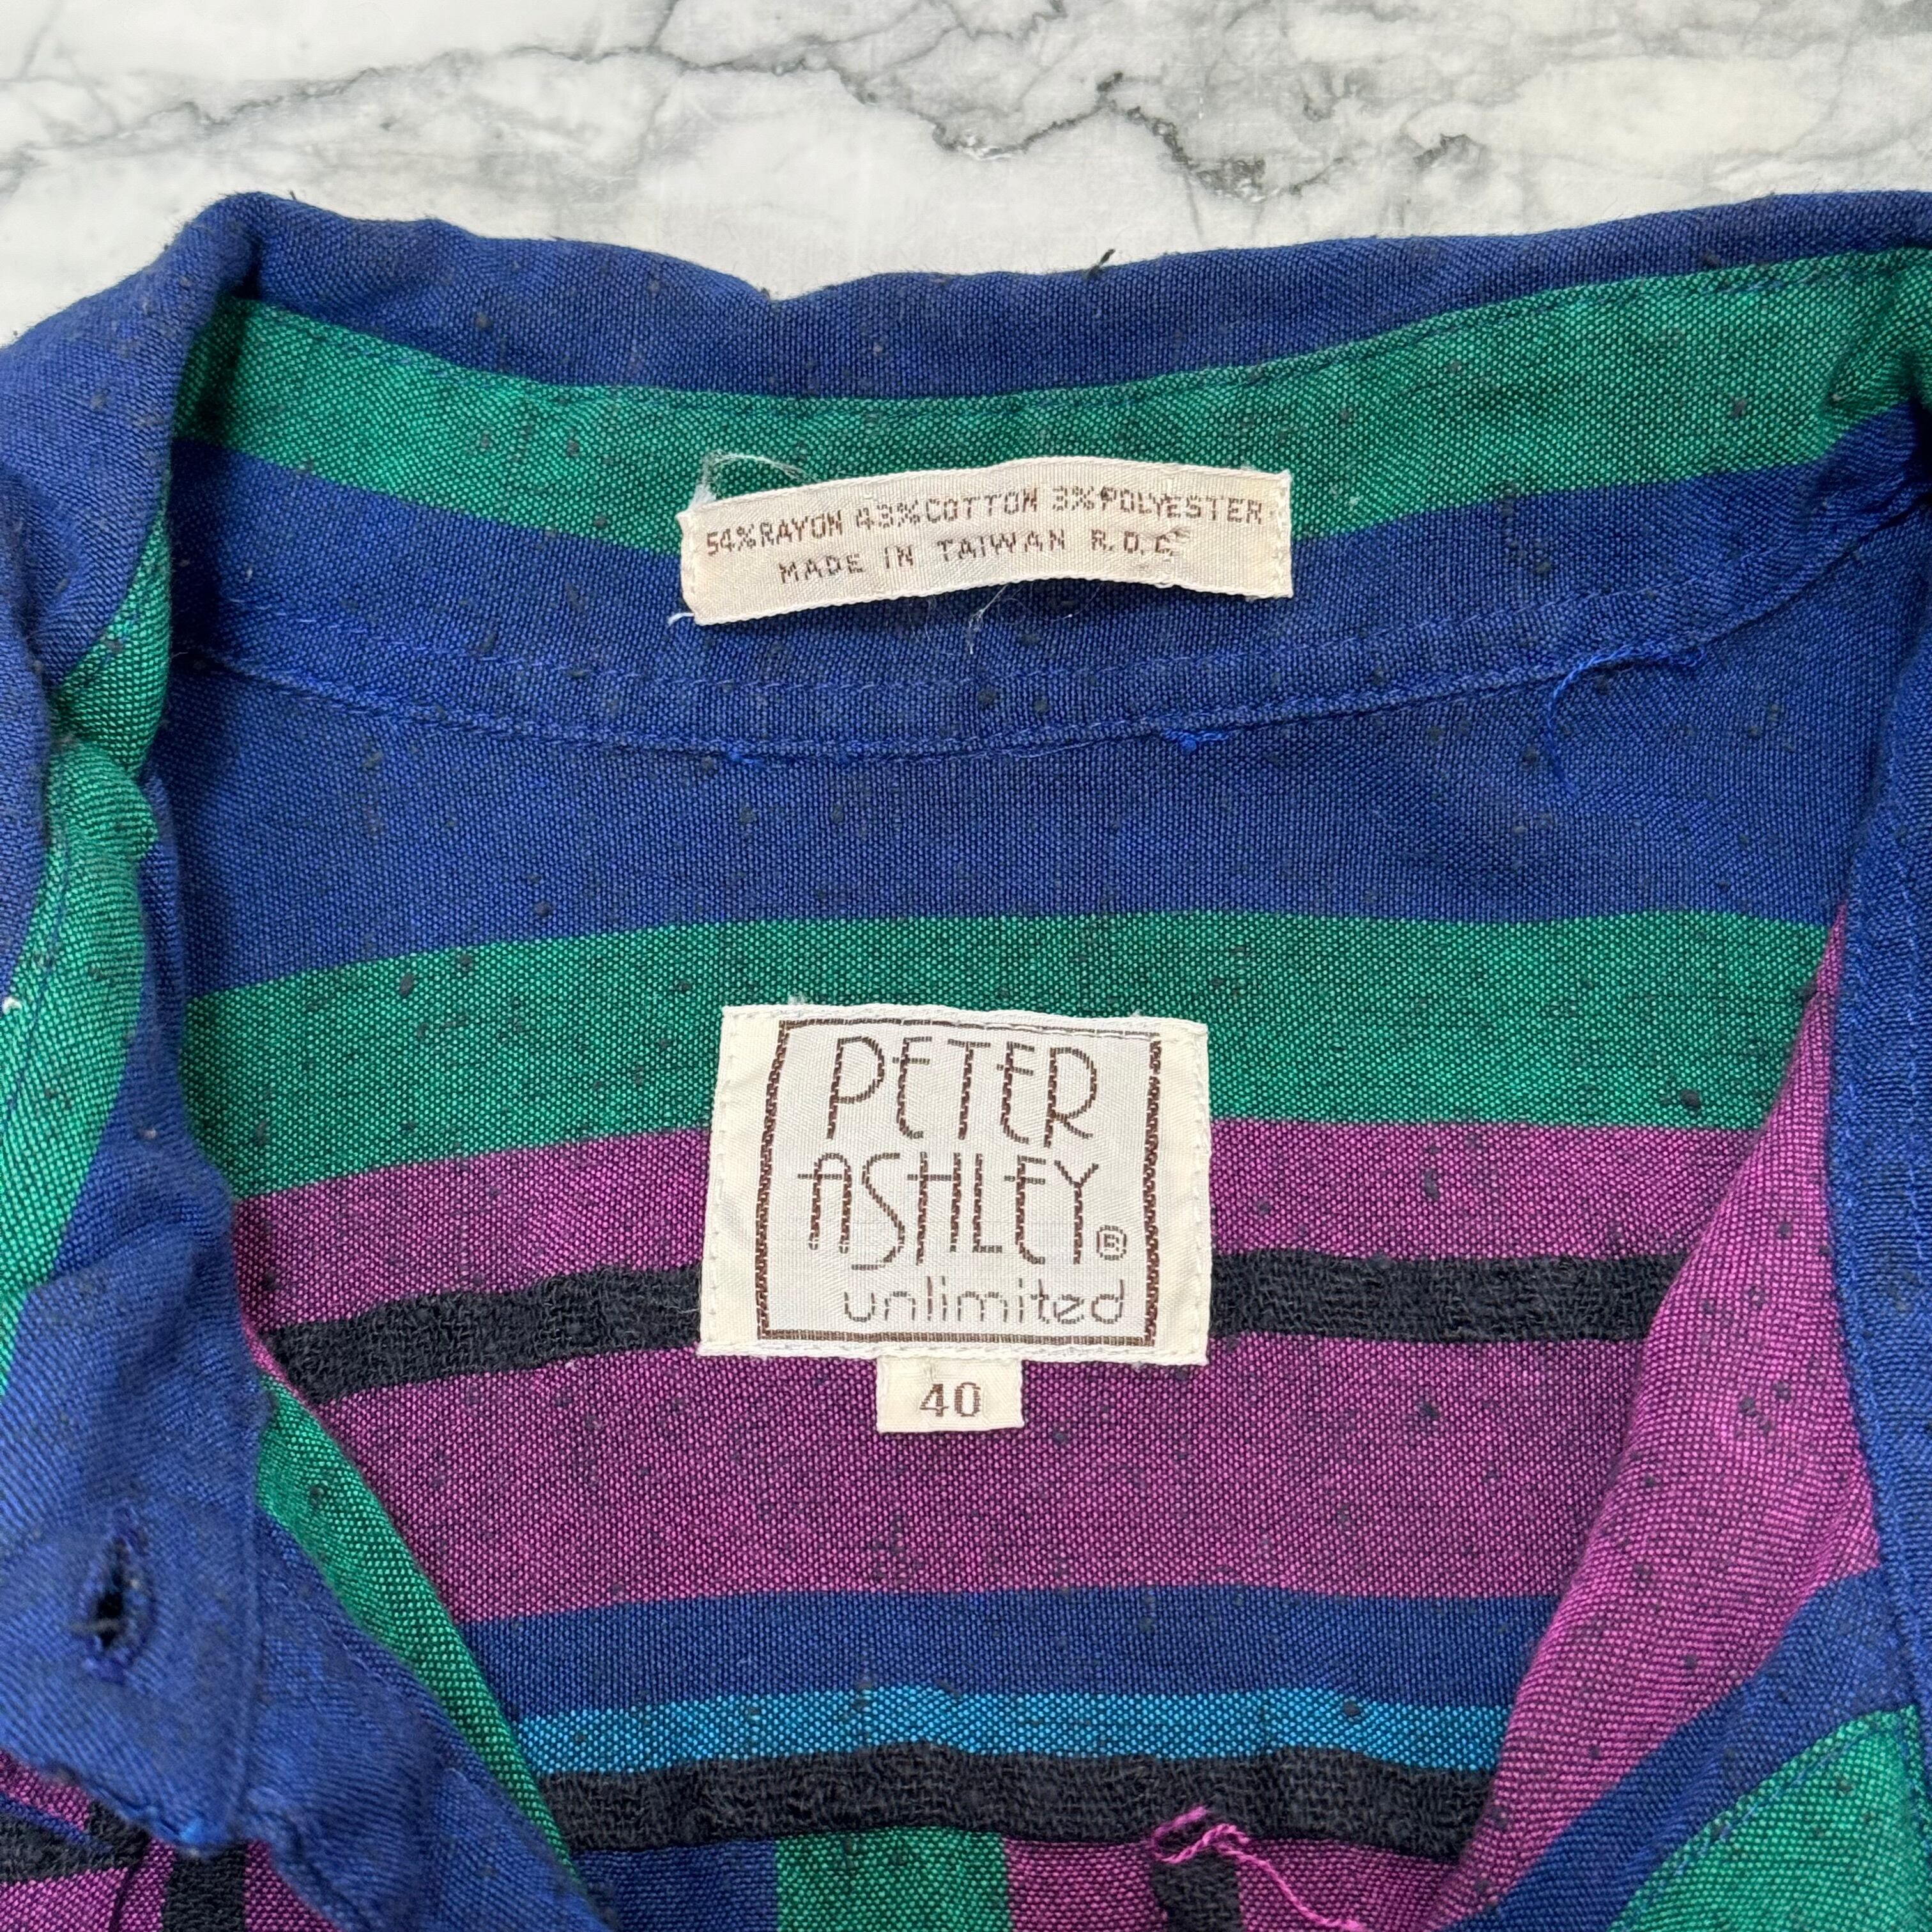 54%RAYON 43%COTTON 3%POLYESTER
MADE IN TAIWAN R.O.C.
PETER
ASHLEY®
unlimited
40